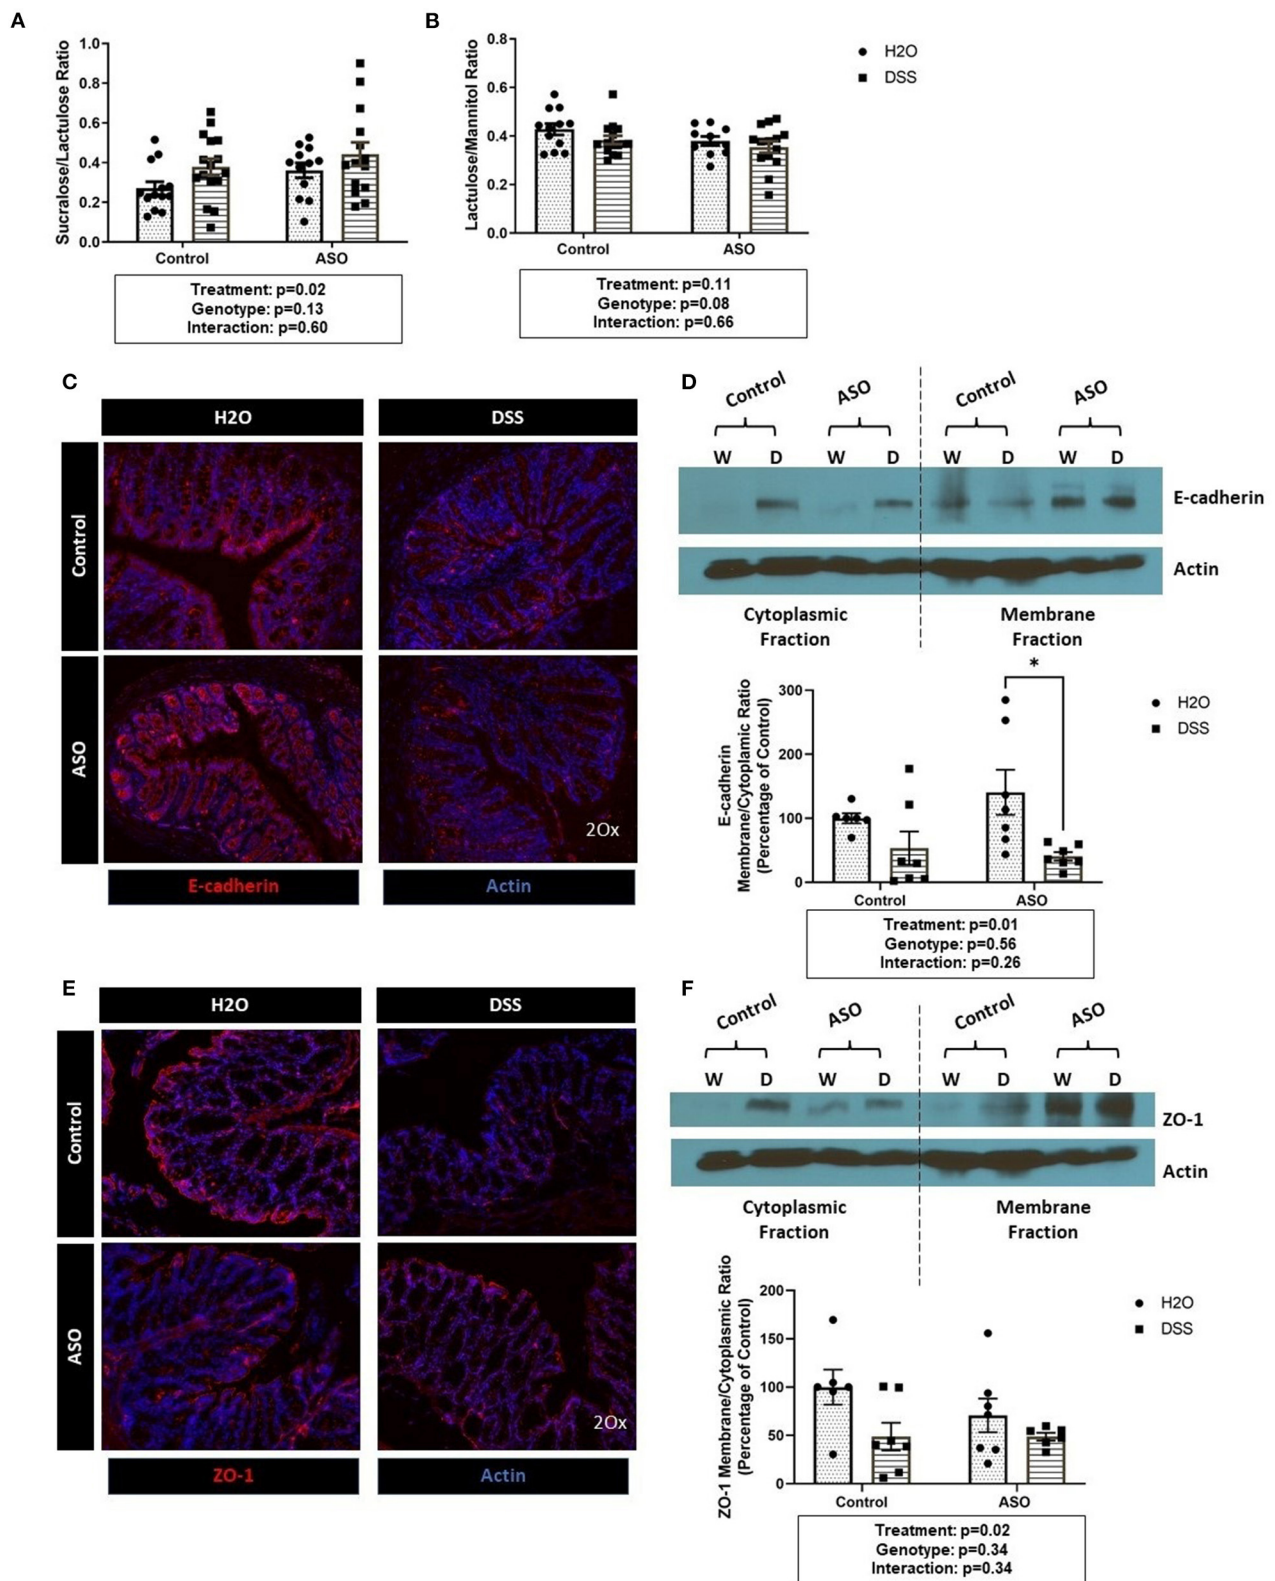 A
Sucralose/Lactulose Ratio
1.0
0.8
0.6
0.4
0.2
0.0
Control
ASO
Treatment: p=0.02
Genotype: p=0.13
Interaction: p=0.60
B
Lactulose/Mannitol Ratio
0.8
0.6
0.4
0.2
0.0
Control
ASO
H2O
DSS
Treatment: p=0.11
Genotype: p=0.08
Interaction: p=0.66
C
H2O
DSS
Control
ASO
20x
E-cadherin
Actin
D
Control
ASO
Control
ASO
W D W D W D W D
E-cadherin
Actin
Cytoplasmic
Fraction
Membrane
Fraction
E-cadherin
Membrane/Cytoplasmic Ratio
(Percentage of Control)
300
200
100
0
*
Control
ASO
H2O
DSS
Treatment: p=0.01
Genotype: p=0.56
Interaction: p=0.26
E
H2O
DSS
Control
ASO
20x
ZO-1
Actin
F
Control
ASO
Control
ASO
W D W D W D W D
ZO-1
Actin
Cytoplasmic
Fraction
Membrane
Fraction
ZO-1 Membrane/Cytoplasmic Ratio
(Percentage of Control)
200
150
100
50
0
Control
ASO
H2O
DSS
Treatment: p=0.02
Genotype: p=0.34
Interaction: p=0.34